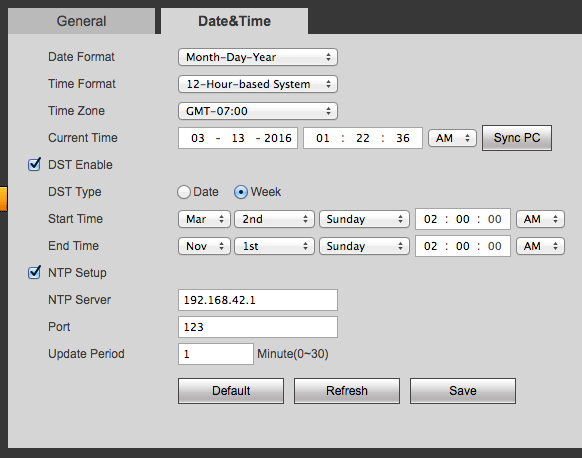 General Date&Time
Date Format Month-Day-Year
Time Format 12-Hour-based System
Time Zone GMT-07:00
Current Time 03 - 13 - 2016 01 : 22 : 36 AM Sync PC
DST Enable
DST Type Date Week
Start Time Mar 2nd Sunday 02 : 00 : 00 AM
End Time Nov 1st Sunday 02 : 00 : 00 AM
NTP Setup
NTP Server 192.168.42.1
Port 123
Update Period 1 Minute(0~30)
Default Refresh Save